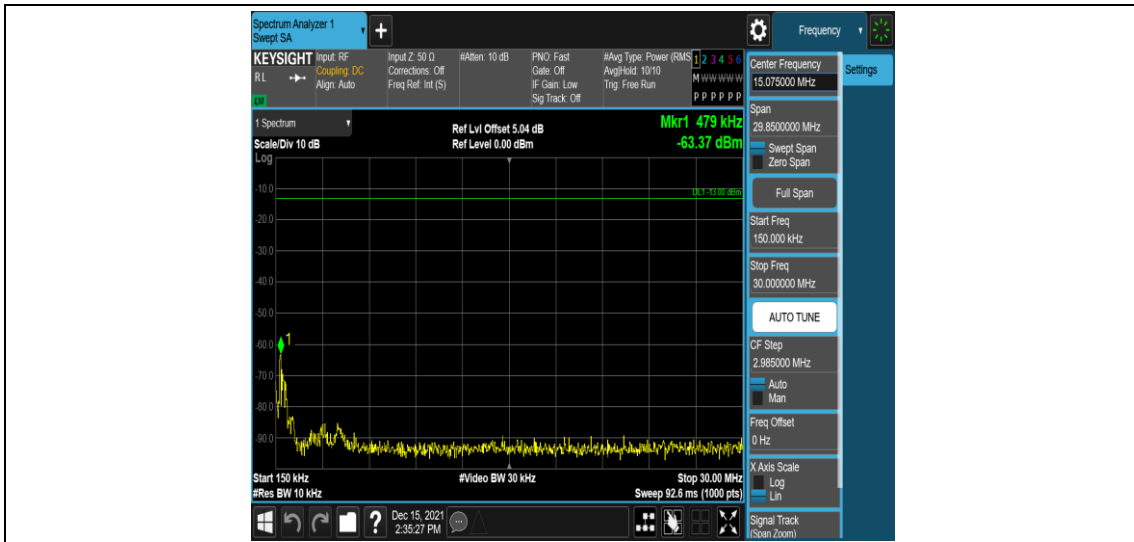 Spectrum Analyzer 1
Swept SA
+
Frequency
KEYSIGHT
RL
Input: RF
Coupling: DC
Align: Auto
Input Z: 50 Ω
Corrections: Off
Freq Ref: Int (S)
#Atten: 10 dB
PNO: Fast
Gate: Off
IF Gain: Low
Sig Track: Off
#Avg Type: Power (RMS
Avg|Hold: 10/10
Trig: Free Run
1 2 3 4 5 6
M W W W W W
P P P P P P
1 Spectrum
Scale/Div 10 dB
Log
Ref Lvl Offset 5.04 dB
Ref Level 0.00 dBm
Mkr1 479 kHz
-63.37 dBm
DL1 -13.00 dBm
-10.0
-20.0
-30.0
-40.0
-50.0
-60.0
1
-70.0
-80.0
-90.0
Start 150 kHz
#Res BW 10 kHz
#Video BW 30 kHz
Stop 30.00 MHz
Sweep 92.6 ms (1000 pts)
?
Dec 15, 2021
2:35:27 PM
Center Frequency
15.075000 MHz
Settings
Span
29.8500000 MHz
Swept Span
Zero Span
Full Span
Start Freq
150.000 kHz
Stop Freq
30.000000 MHz
AUTO TUNE
CF Step
2.985000 MHz
Auto
Man
Freq Offset
0 Hz
X Axis Scale
Log
Lin
Signal Track
(Span Zoom)